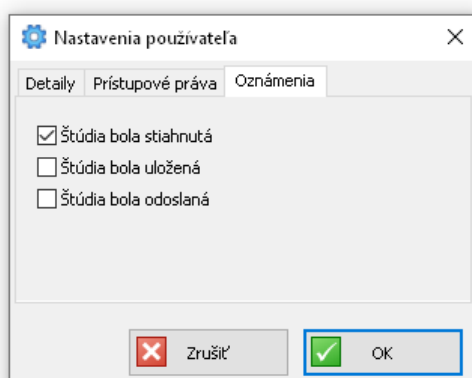 Nastavenia používateľa
Detaily Prístupové práva Oznámenia
Štúdia bola stiahnutá
Štúdia bola uložená
Štúdia bola odoslaná
Zrušiť OK